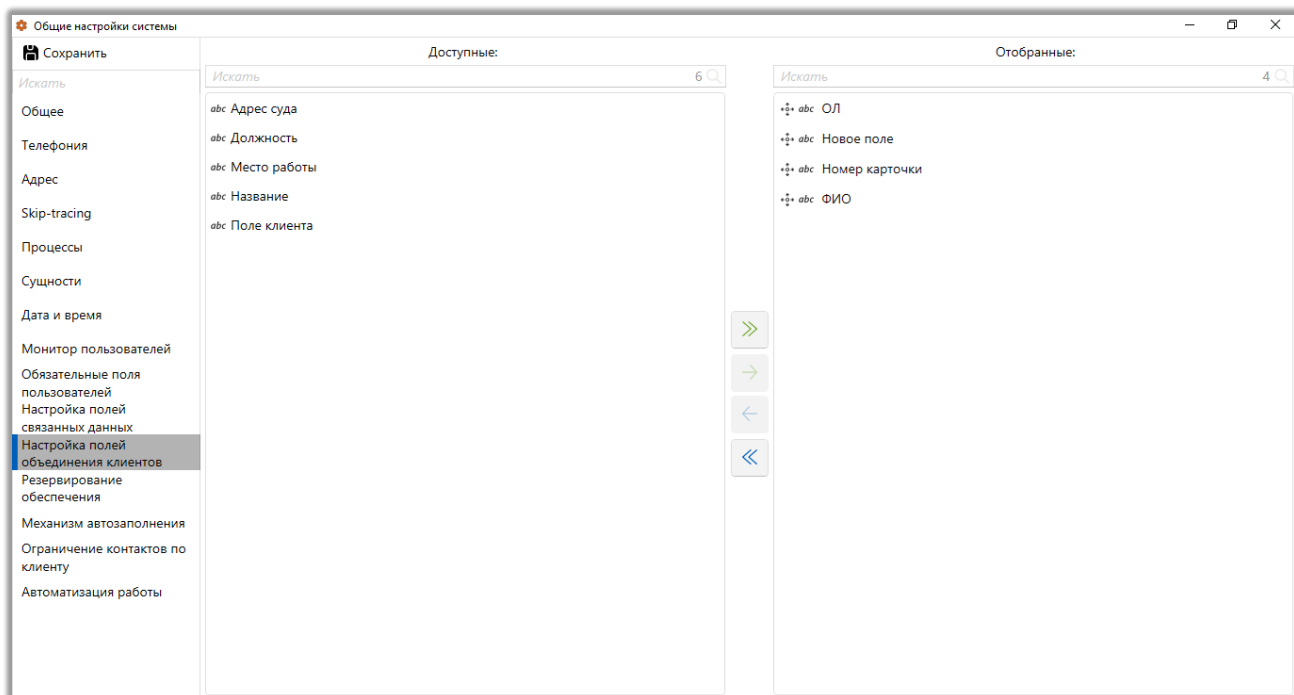 Общие настройки системы
Сохранить
Доступные:
Отобранные:
Искать
Искать 6
Искать 4
Общее
Телефония
Адрес
Skip-tracing
Процессы
Сущности
Дата и время
Монитор пользователей
Обязательные поля
пользователей
Настройка полей
связанных данных
Настройка полей
объединения клиентов
Резервирование
обеспечения
Механизм автозаполнения
Ограничение контактов по
клиенту
Автоматизация работы
abc Адрес суда
abc Должность
abc Место работы
abc Название
abc Поле клиента
abc ОЛ
abc Новое поле
abc Номер карточки
abc ФИО